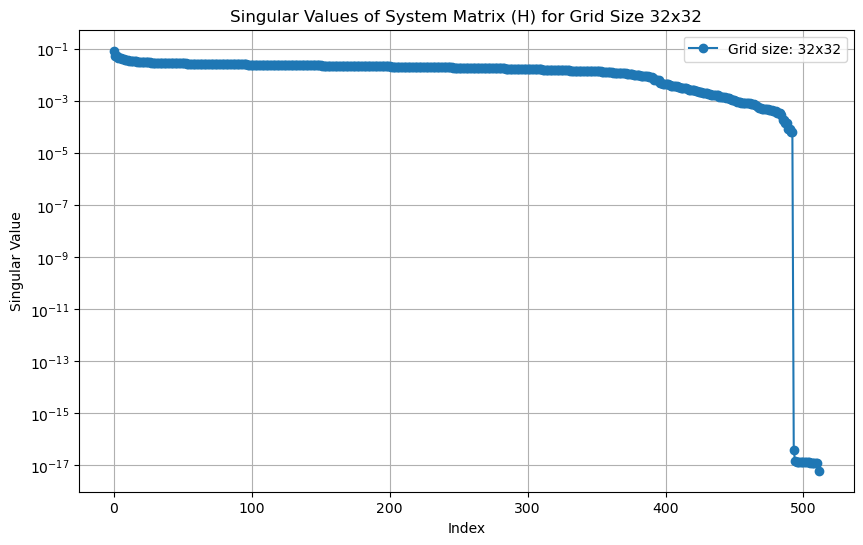 Singular Values of System Matrix (H) for Grid Size 32x32
Grid size: 32x32
Singular Value
10⁻¹
10⁻³
10⁻⁵
10⁻⁷
10⁻⁹
10⁻¹¹
10⁻¹³
10⁻¹⁵
10⁻¹⁷
0 100 200 300 400 500
Index